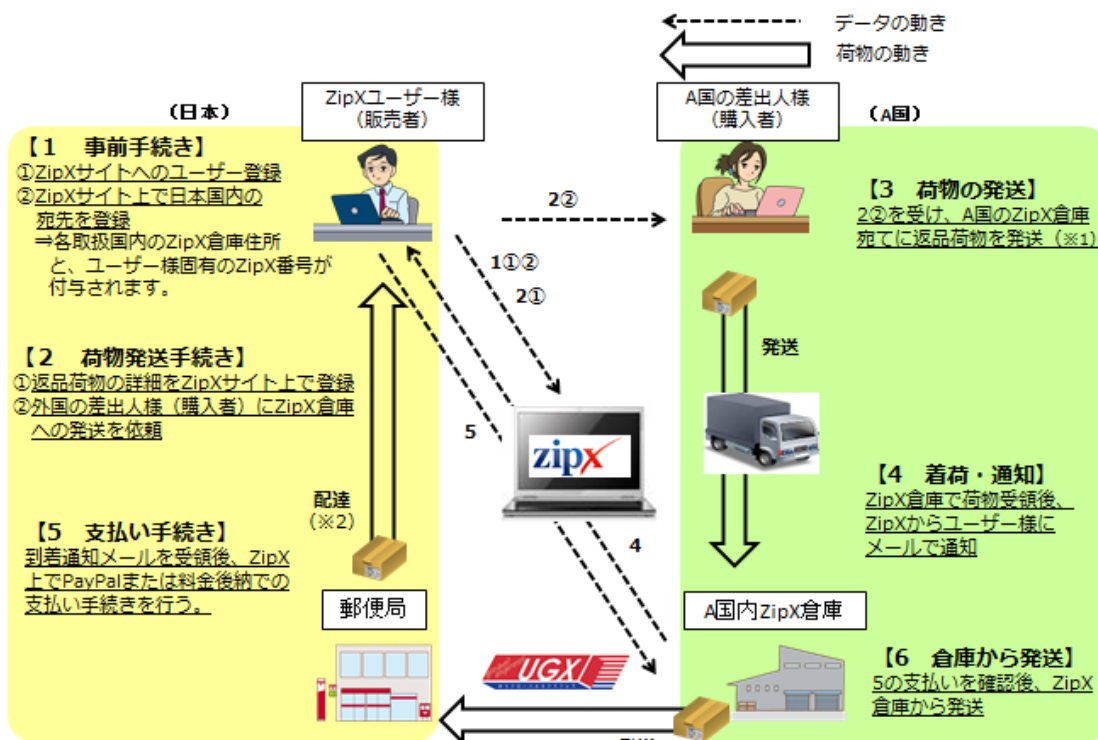 データの動き
荷物の動き
ZipXユーザー様
（販売者）
A国の差出人様
（購入者）
（日本）
（A国）
【１　事前手続き】
①ZipXサイトへのユーザー登録
②ZipXサイト上で日本国内の
宛先を登録
⇒各取扱国内のZipX倉庫住所
と、ユーザー様固有のZipX番号が
付与されます。
2②
1①②
2①
【３　荷物の発送】
2②を受け、A国のZipX倉庫
宛てに返品荷物を発送（※1）
発送
【２　荷物発送手続き】
①返品荷物の詳細をZipXサイト上で登録
②外国の差出人様（購入者）にZipX倉庫
への発送を依頼
5
zipx
配達
（※2）
4
【４　着荷・通知】
ZipX倉庫で荷物受領後、
ZipXからユーザー様に
メールで通知
【５　支払い手続き】
到着通知メールを受領後、ZipX
上でPayPalまたは料金後納での
支払い手続きを行う。
郵便局
A国内ZipX倉庫
UGX
【６　倉庫から発送】
5の支払いを確認後、ZipX
倉庫から発送